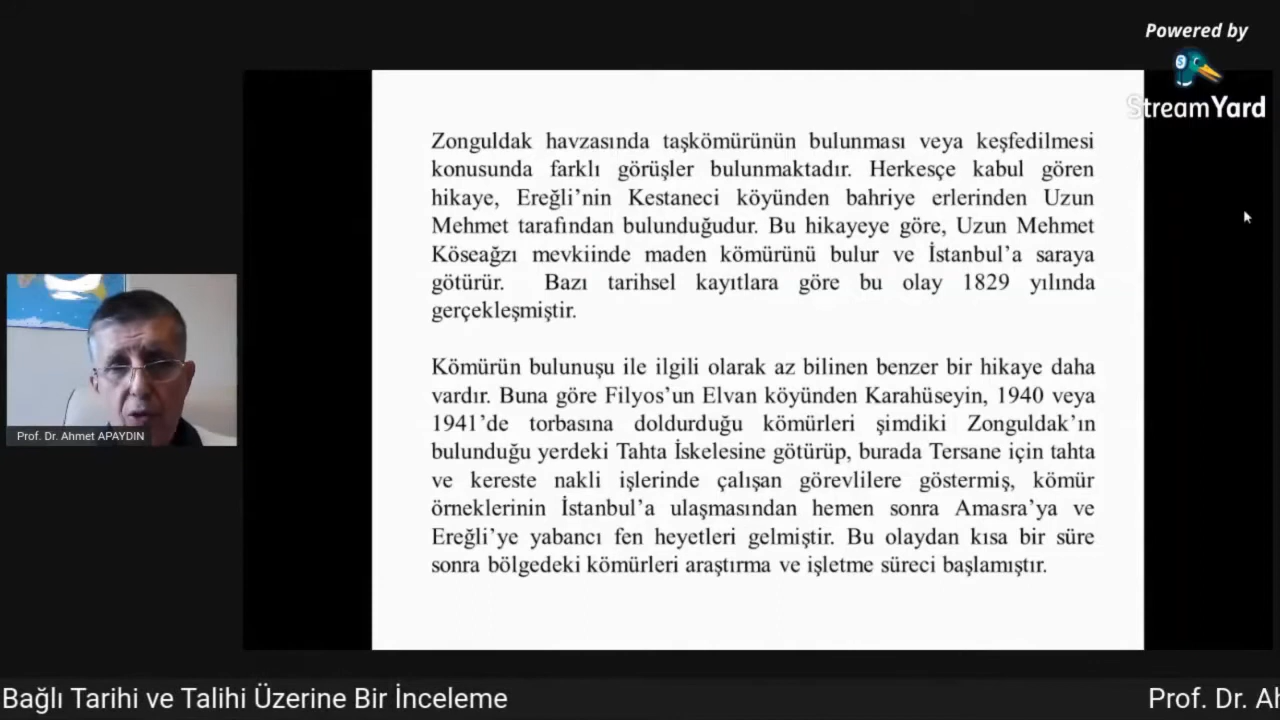 Powered by
StreamYard
Zonguldak havzasında taşkömürünün bulunması veya keşfedilmesi
konusunda farklı görüşler bulunmaktadır. Herkesçe kabul gören
hikaye, Ereğli’nin Kestaneci köyünden bahriye erlerinden Uzun
Mehmet tarafından bulunduğudur. Bu hikayeye göre, Uzun Mehmet
Köseağzı mevkiinde maden kömürünü bulur ve İstanbul’a saraya
götürür. Bazı tarihsel kayıtlara göre bu olay 1829 yılında
gerçekleşmiştir.
Kömürün bulunuşu ile ilgili olarak az bilinen benzer bir hikaye daha
vardır. Buna göre Filyos’un Elvan köyünden Karahüseyin, 1940 veya
1941’de torbasına doldurduğu kömürleri şimdiki Zonguldak’ın
bulunduğu yerdeki Tahta İskelesine götürüp, burada Tersane için tahta
ve kereste nakli işlerinde çalışan görevlilere göstermiş, kömür
örneklerinin İstanbul’a ulaşmasından hemen sonra Amasra’ya ve
Ereğli’ye yabancı fen heyetleri gelmiştir. Bu olaydan kısa bir süre
sonra bölgedeki kömürleri araştırma ve işletme süreci başlamıştır.
Prof. Dr. Ahmet APAYDIN
Bağlı Tarihi ve Talihi Üzerine Bir İnceleme
Prof. Dr. Ah